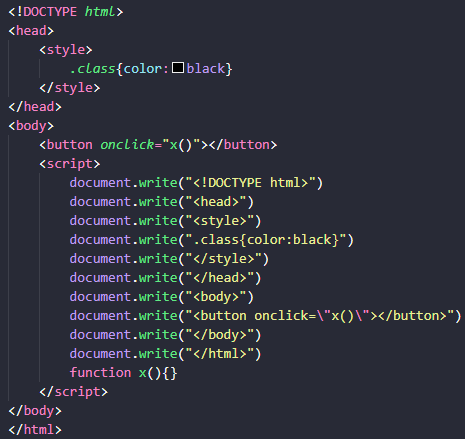 <!DOCTYPE html>
<head>
<style>
.class{color:black}
</style>
</head>
<body>
<button onclick="x()"></button>
<script>
document.write("<!DOCTYPE html>")
document.write("<head>")
document.write("<style>")
document.write(".class{color:black}")
document.write("</style>")
document.write("</head>")
document.write("<body>")
document.write("<button onclick=\"x()\"></button>")
document.write("</body>")
document.write("</html>")
function x(){}
</script>
</body>
</html>